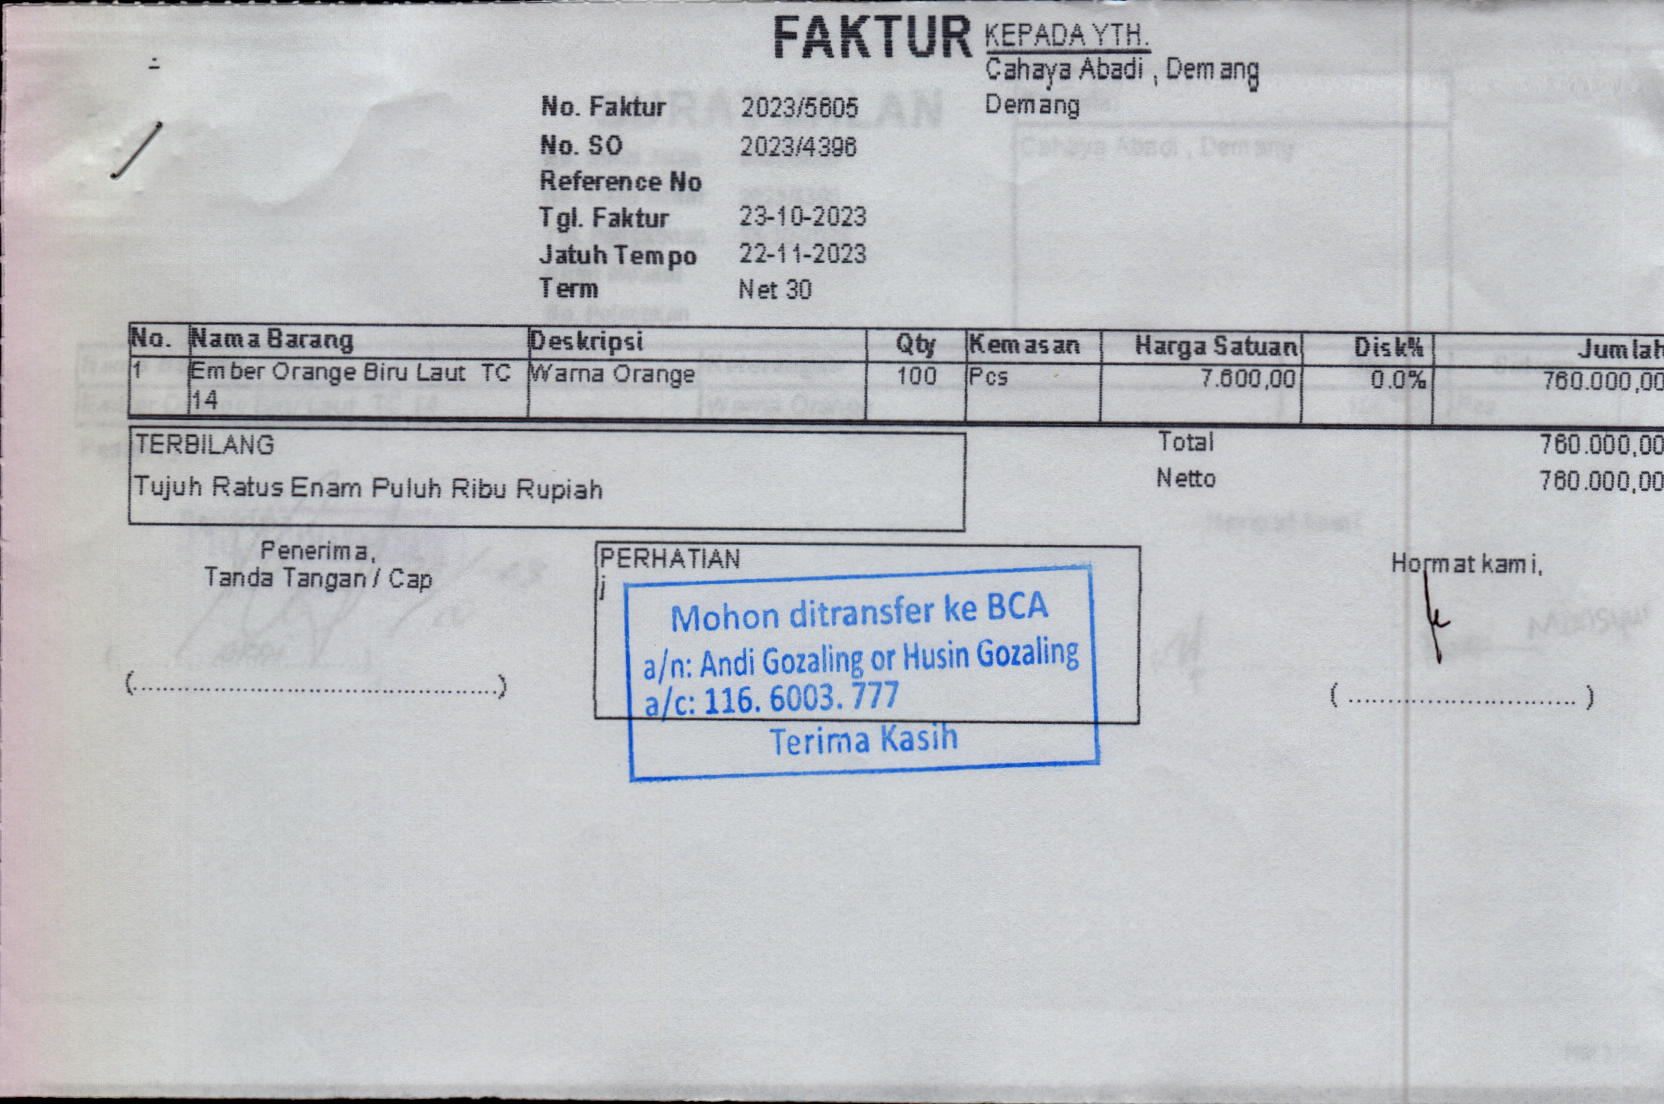 FAKTUR
KEPADA YTH.
Cahaya Abadi , Demang
Demang
No. Faktur 2023/5605
No. SO 2023/4396
Reference No
Tgl. Faktur 23-10-2023
Jatuh Tempo 22-11-2023
Term Net 30
No. Nama Barang Deskripsi Qty Kemasan Harga Satuan Disk% Jumlah
1 Ember Orange Biru Laut TC Warna Orange 100 Pcs 7.600,00 0.0% 760.000,00
14
TERBILANG
Tujuh Ratus Enam Puluh Ribu Rupiah
Total 760.000,00
Netto 760.000,00
Penerima,
Tanda Tangan / Cap
(..............................................)
PERHATIAN
j
Mohon ditransfer ke BCA
a/n: Andi Gozaling or Husin Gozaling
a/c: 116. 6003. 777
Terima Kasih
Hormat kami,
( ............................. )